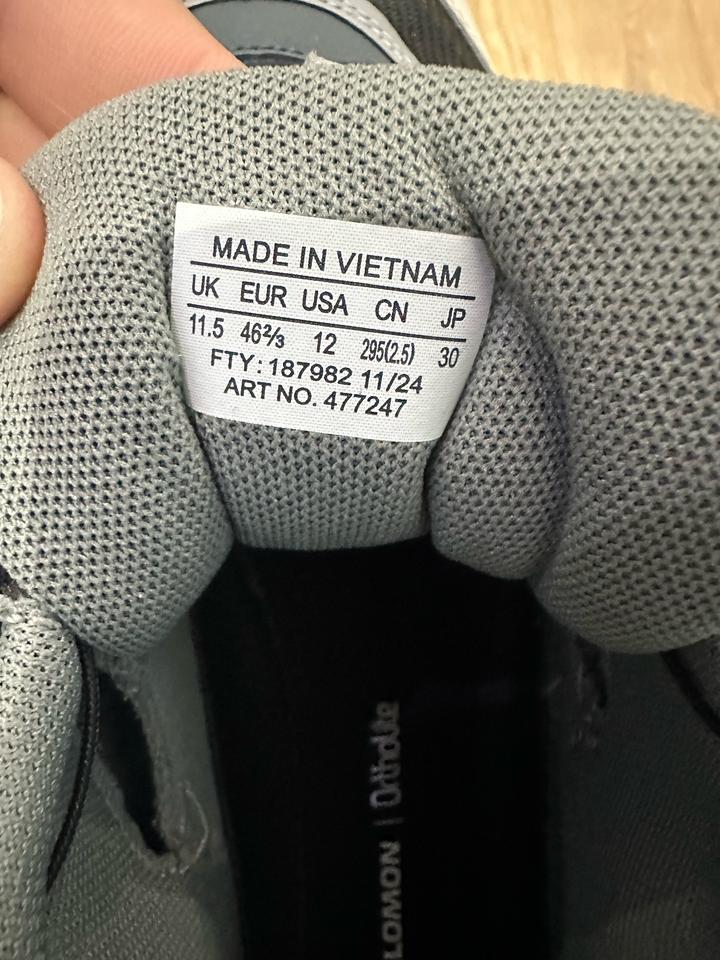 MADE IN VIETNAM
UK EUR USA CN JP
11.5 46⅔ 12 295(2.5) 30
FTY: 187982 11/24
ART NO. 477247
LOMON | OrthoLite